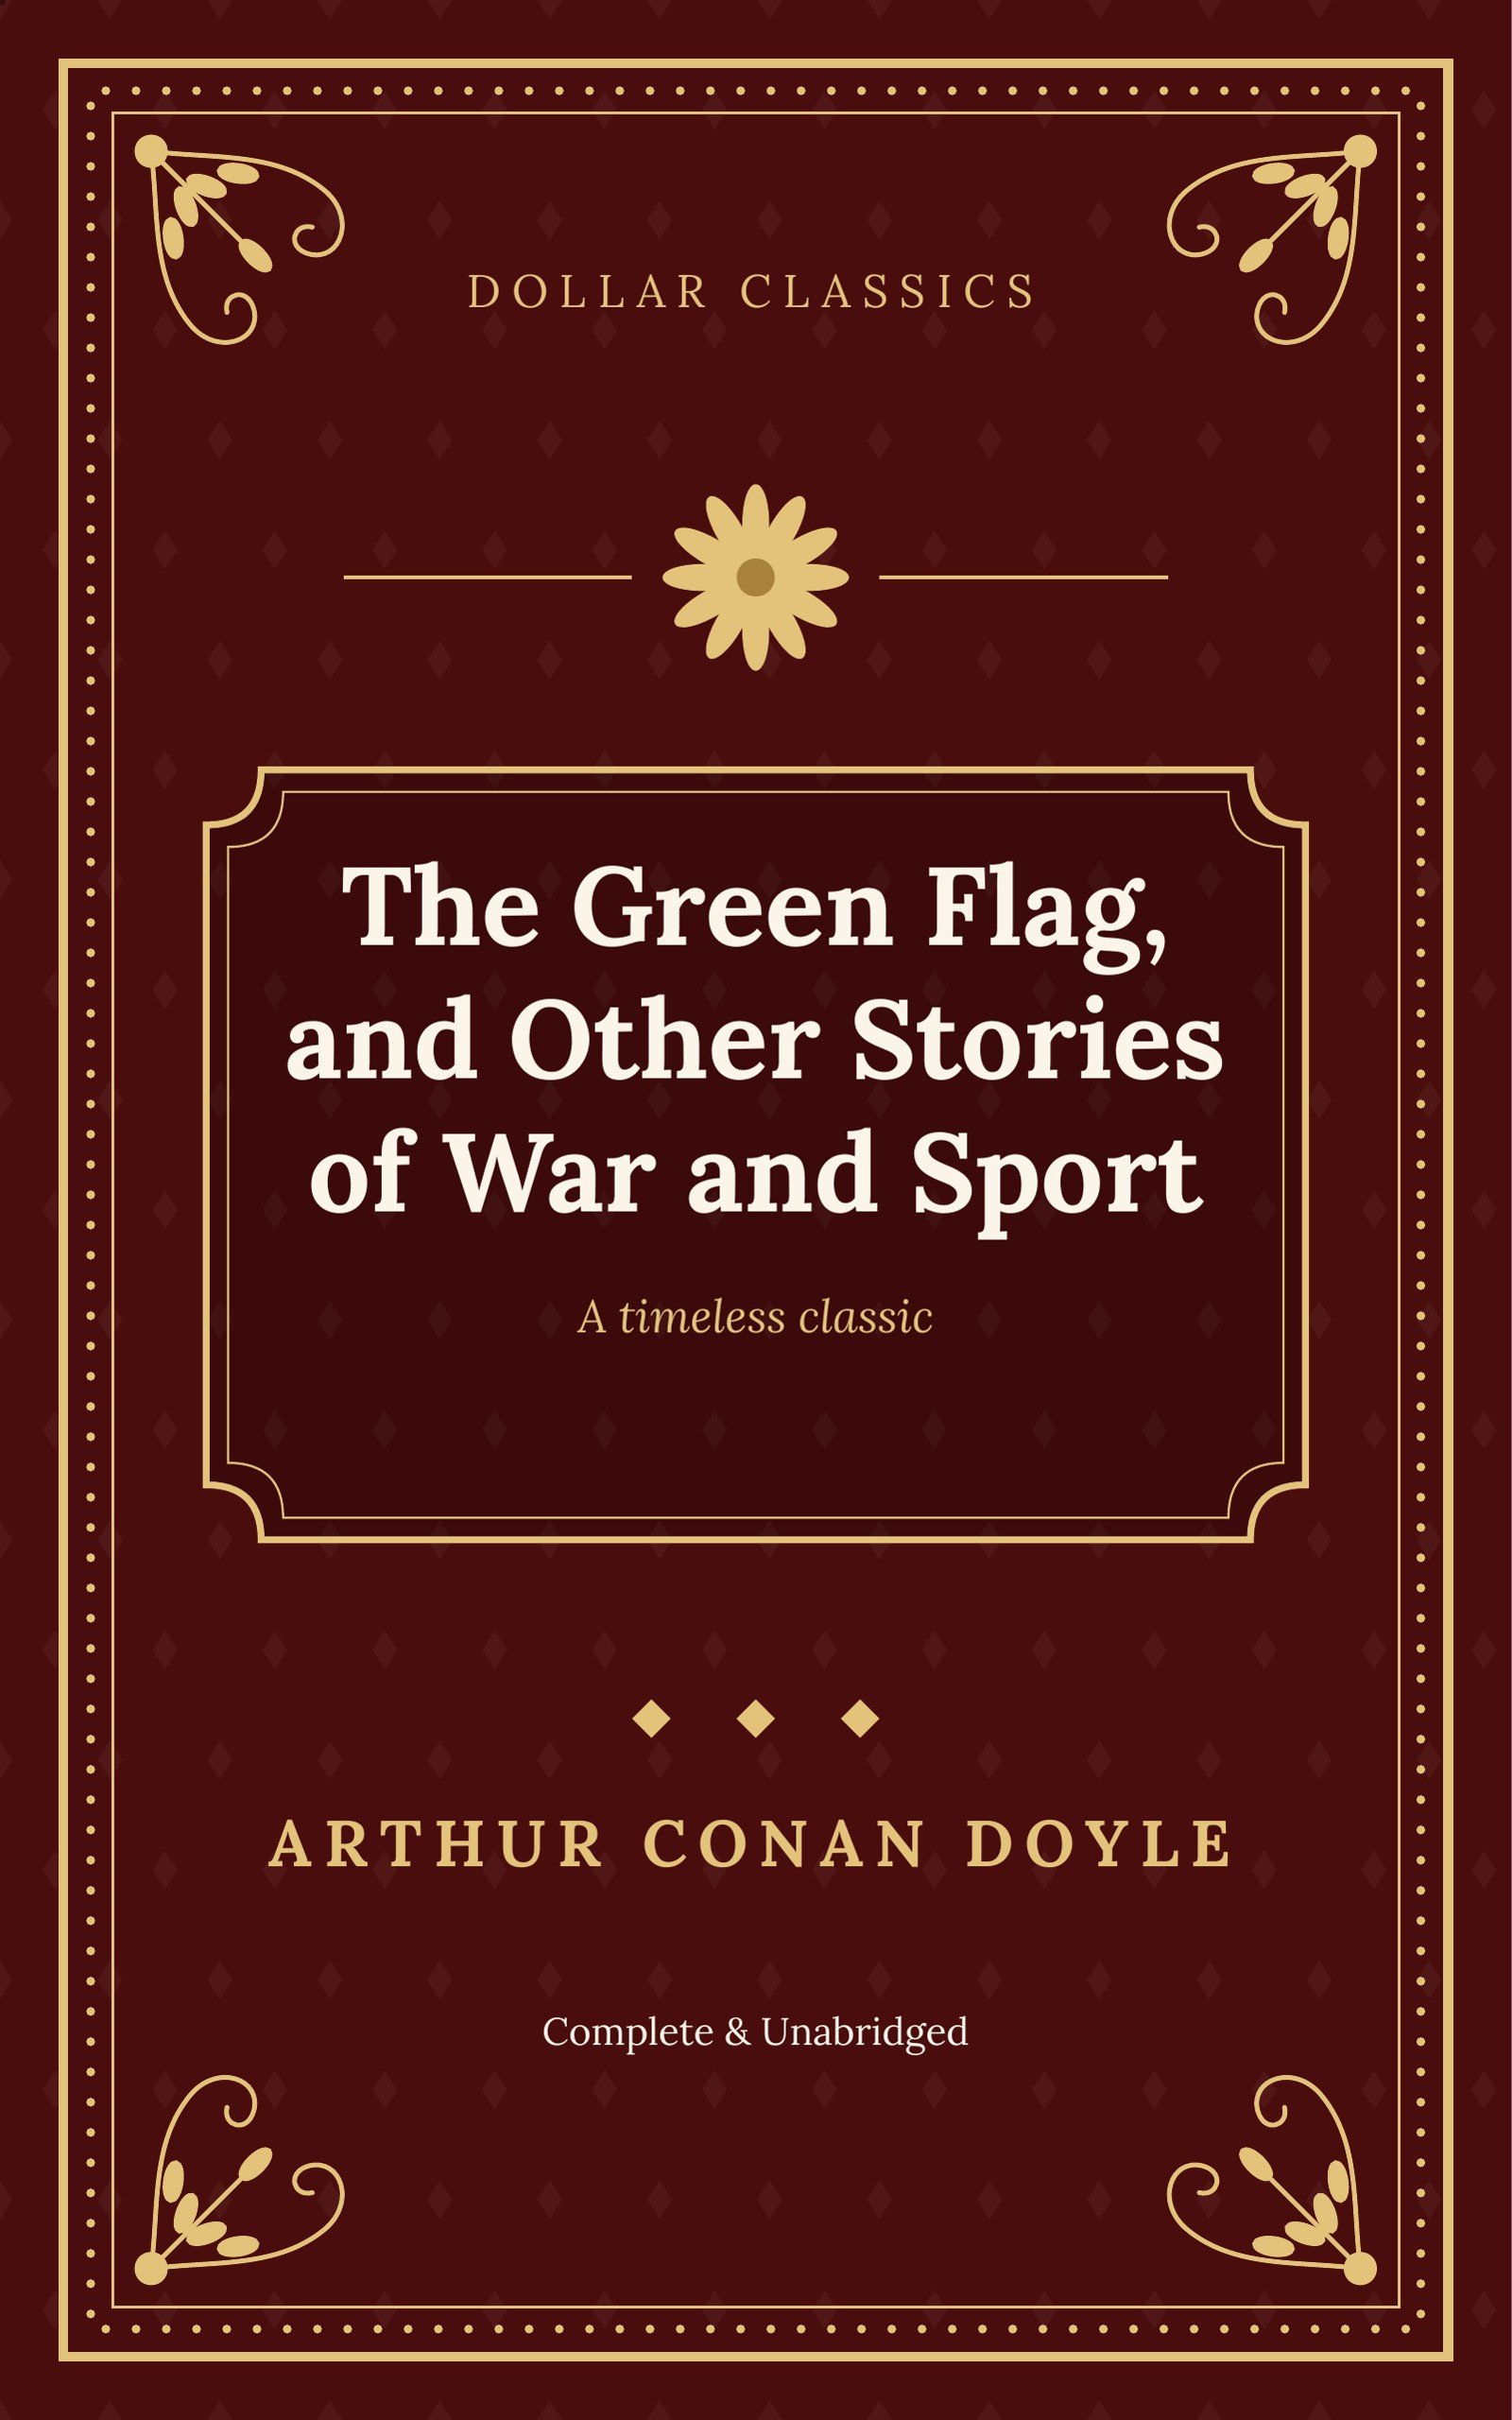 DOLLAR CLASSICS
The Green Flag,
and Other Stories
of War and Sport
A timeless classic
ARTHUR CONAN DOYLE
Complete & Unabridged